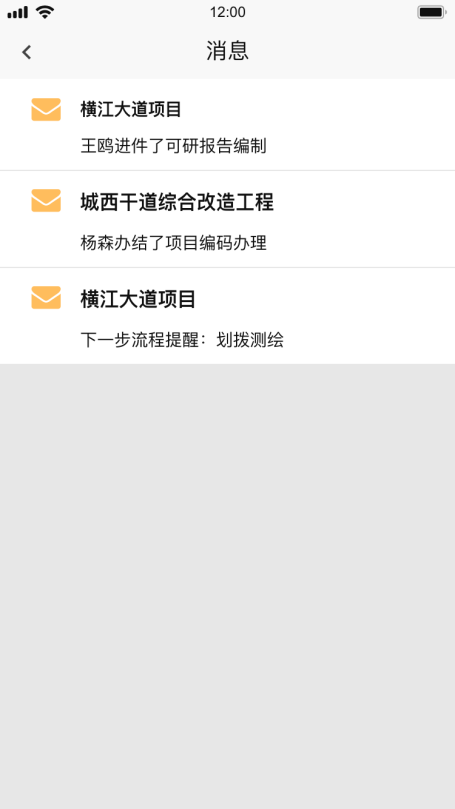 12:00
消息
横江大道项目
王鸥进件了可研报告编制
城西干道综合改造工程
杨森办结了项目编码办理
横江大道项目
下一步流程提醒：划拨测绘